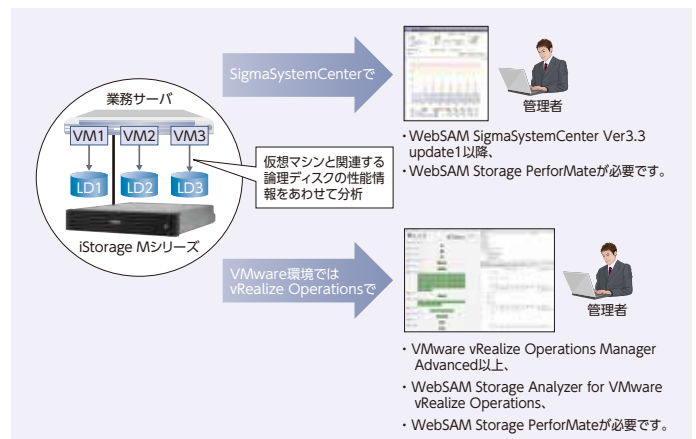 業務サーバ
VM1 VM2 VM3
LD1 LD2 LD3
iStorage Mシリーズ
仮想マシンと関連する
論理ディスクの性能情
報をあわせて分析
SigmaSystemCenterで
管理者
・WebSAM SigmaSystemCenter Ver3.3
update1以降、
・WebSAM Storage PerforMateが必要です。
VMware環境では
vRealize Operationsで
管理者
・VMware vRealize Operations Manager
Advanced以上、
・WebSAM Storage Analyzer for VMware
vRealize Operations、
・WebSAM Storage PerforMateが必要です。